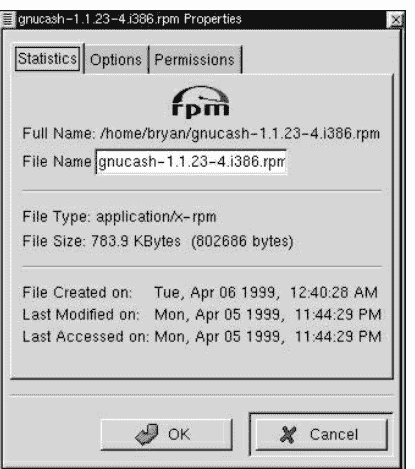 gnucash-1.1.23-4.i386.rpm Properties
Statistics Options Permissions
rpm
Full Name: /home/bryan/gnucash-1.1.23-4.i386.rpm
File Name gnucash-1.1.23-4.i386.rpm
File Type: application/x-rpm
File Size: 783.9 KBytes (802686 bytes)
File Created on: Tue, Apr 06 1999, 12:40:28 AM
Last Modified on: Mon, Apr 05 1999, 11:44:29 PM
Last Accessed on: Mon, Apr 05 1999, 11:44:29 PM
OK Cancel